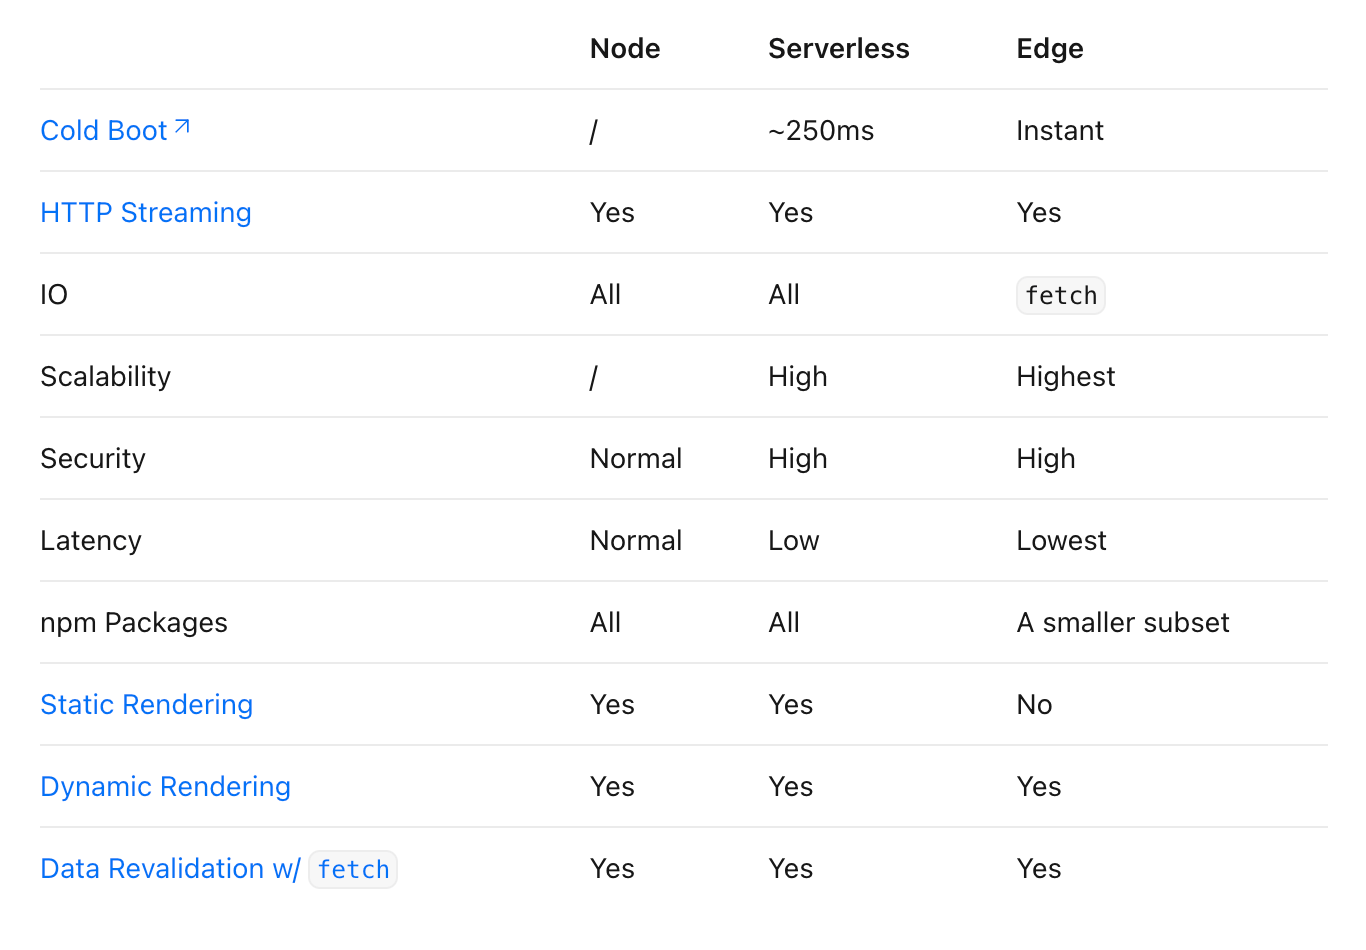 Node Serverless Edge
Cold Boot ↗ / ~250ms Instant
HTTP Streaming Yes Yes Yes
IO All All fetch
Scalability / High Highest
Security Normal High High
Latency Normal Low Lowest
npm Packages All All A smaller subset
Static Rendering Yes Yes No
Dynamic Rendering Yes Yes Yes
Data Revalidation w/ fetch Yes Yes Yes